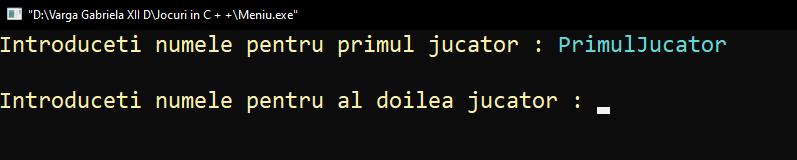 "D:\Varga Gabriela XII D\Jocuri in C + +\Meniu.exe"
Introduceti numele pentru primul jucator : PrimulJucator
Introduceti numele pentru al doilea jucator :